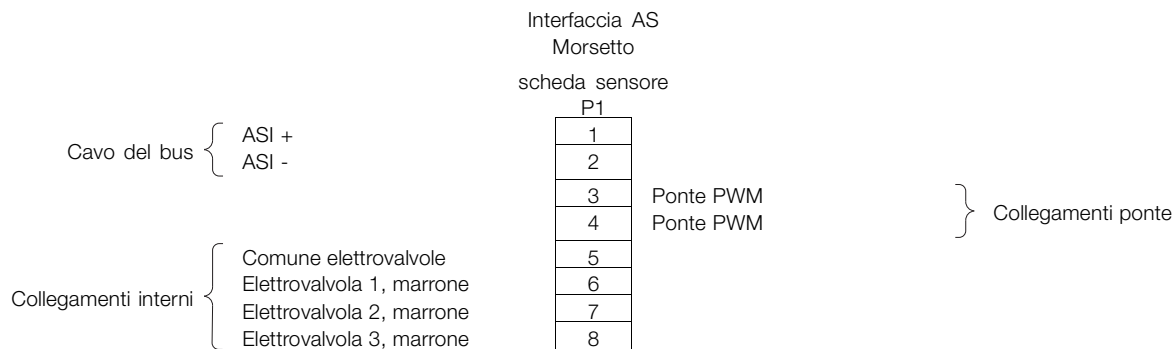 Interfaccia AS
Morsetto
scheda sensore
P1
Cavo del bus
ASI +
1
ASI -
2
3 Ponte PWM
4 Ponte PWM
Collegamenti ponte
Collegamenti interni
Comune elettrovalvole 5
Elettrovalvola 1, marrone 6
Elettrovalvola 2, marrone 7
Elettrovalvola 3, marrone 8